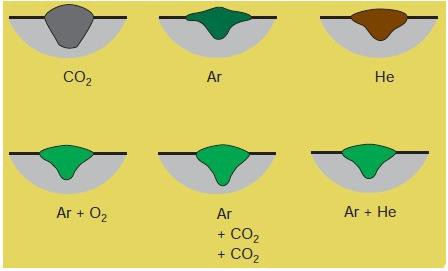 CO₂ Ar He
Ar + O₂ Ar Ar + He
+ CO₂
+ CO₂